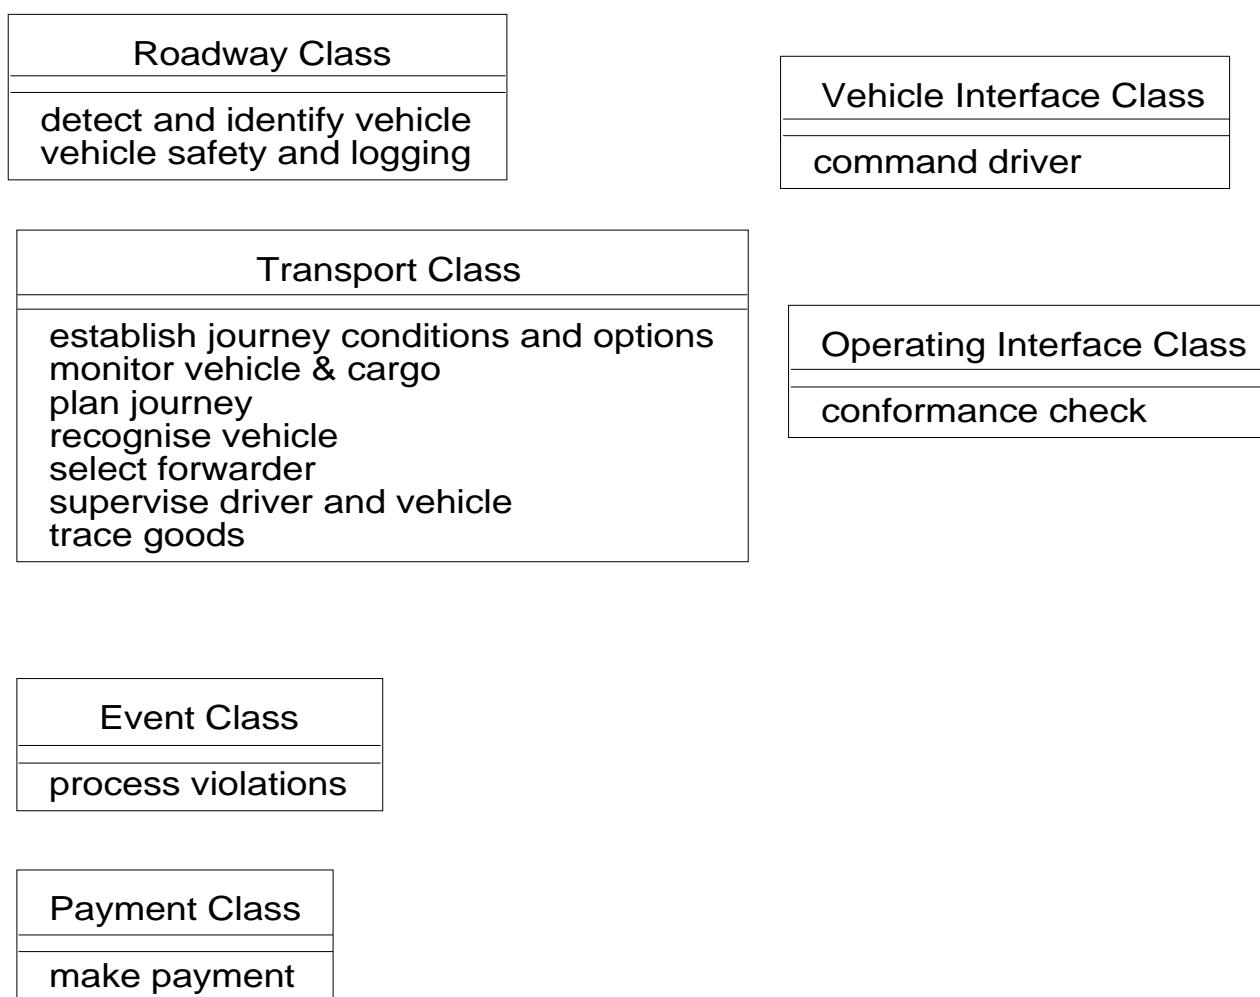 Roadway Class
detect and identify vehicle
vehicle safety and logging
Vehicle Interface Class
command driver
Transport Class
establish journey conditions and options
monitor vehicle & cargo
plan journey
recognise vehicle
select forwarder
supervise driver and vehicle
trace goods
Operating Interface Class
conformance check
Event Class
process violations
Payment Class
make payment